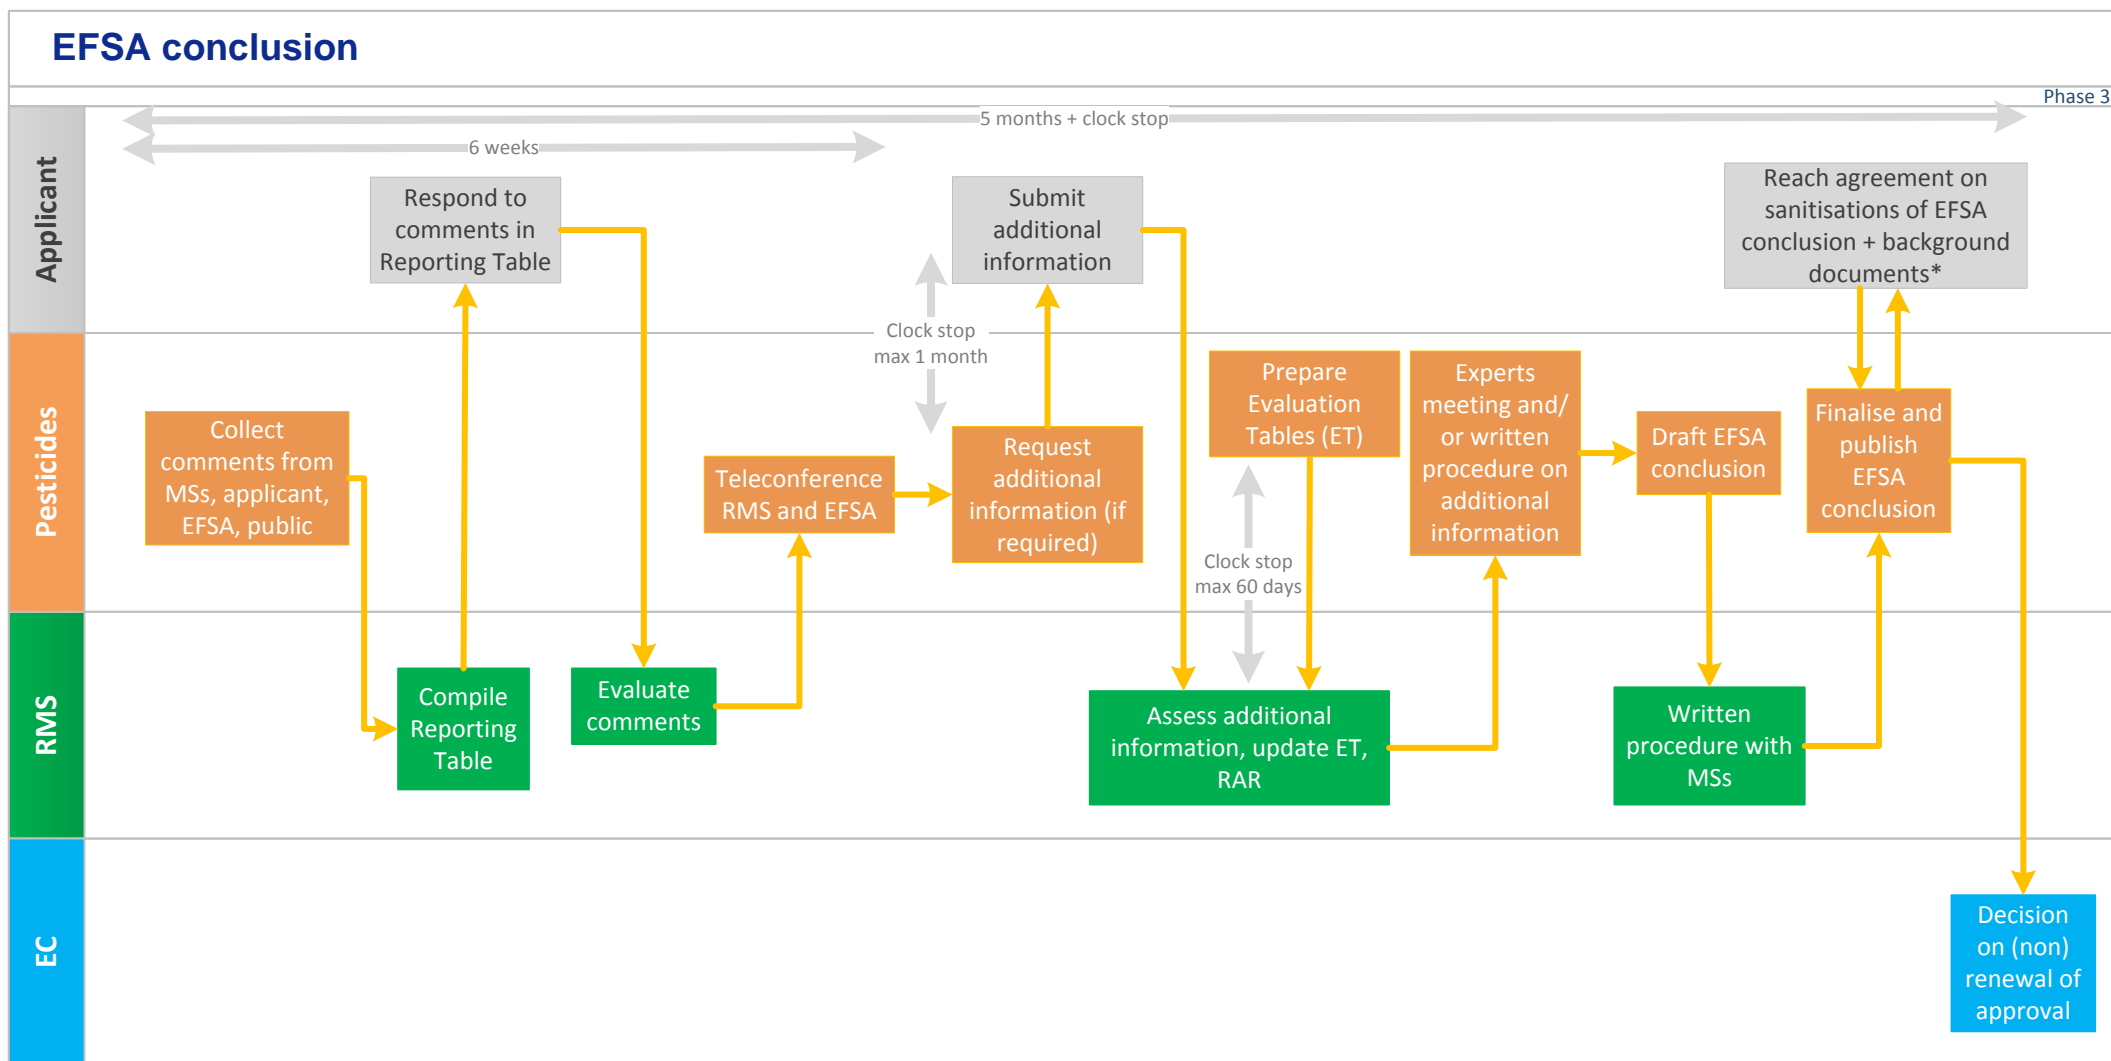 EFSA conclusion
Phase 3
5 months + clock stop
6 weeks
Applicant
Respond to
comments in
Reporting Table
Submit
additional
information
Reach agreement on
sanitisations of EFSA
conclusion + background
documents*
Clock stop
max 1 month
Pesticides
Collect
comments from
MSs, applicant,
EFSA, public
Teleconference
RMS and EFSA
Request
additional
information (if
required)
Prepare
Evaluation
Tables (ET)
Experts
meeting and/
or written
procedure on
additional
information
Draft EFSA
conclusion
Finalise and
publish
EFSA
conclusion
Clock stop
max 60 days
RMS
Compile
Reporting
Table
Evaluate
comments
Assess additional
information, update ET,
RAR
Written
procedure with
MSs
EC
Decision
on (non)
renewal of
approval